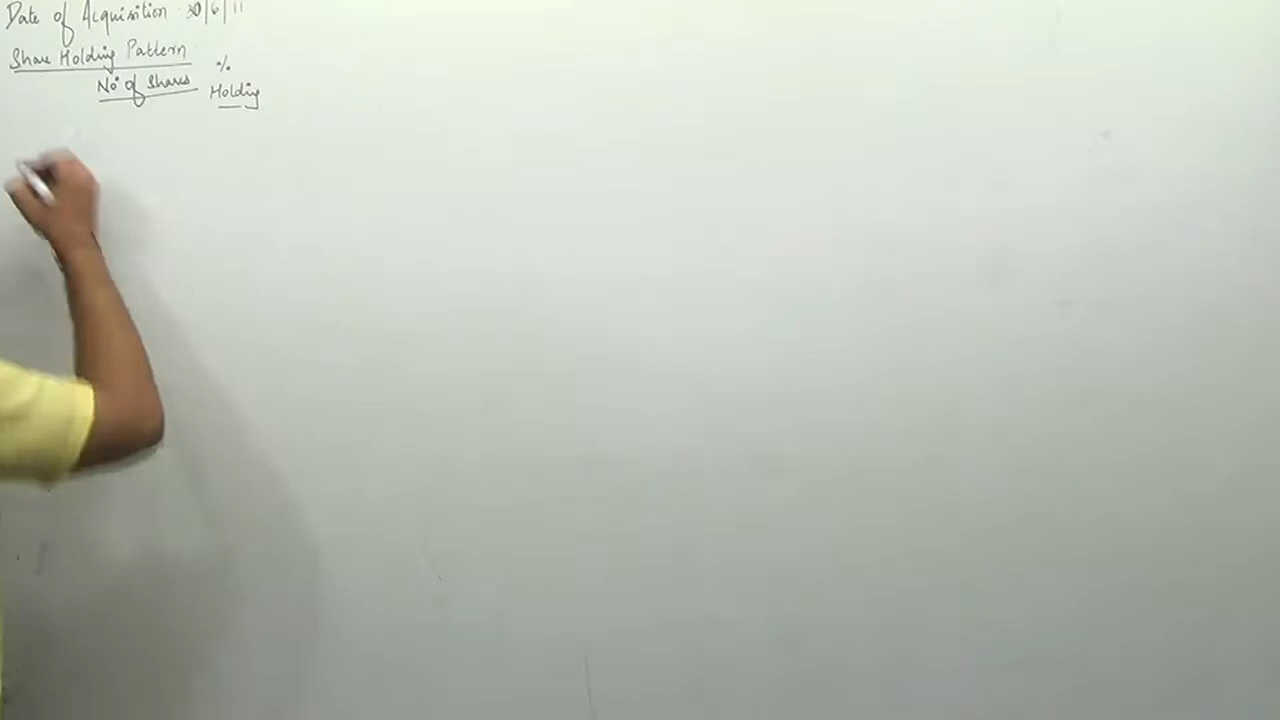 Date of Acquisition 30/6/11
Share Holding Pattern
No of Shares % Holding